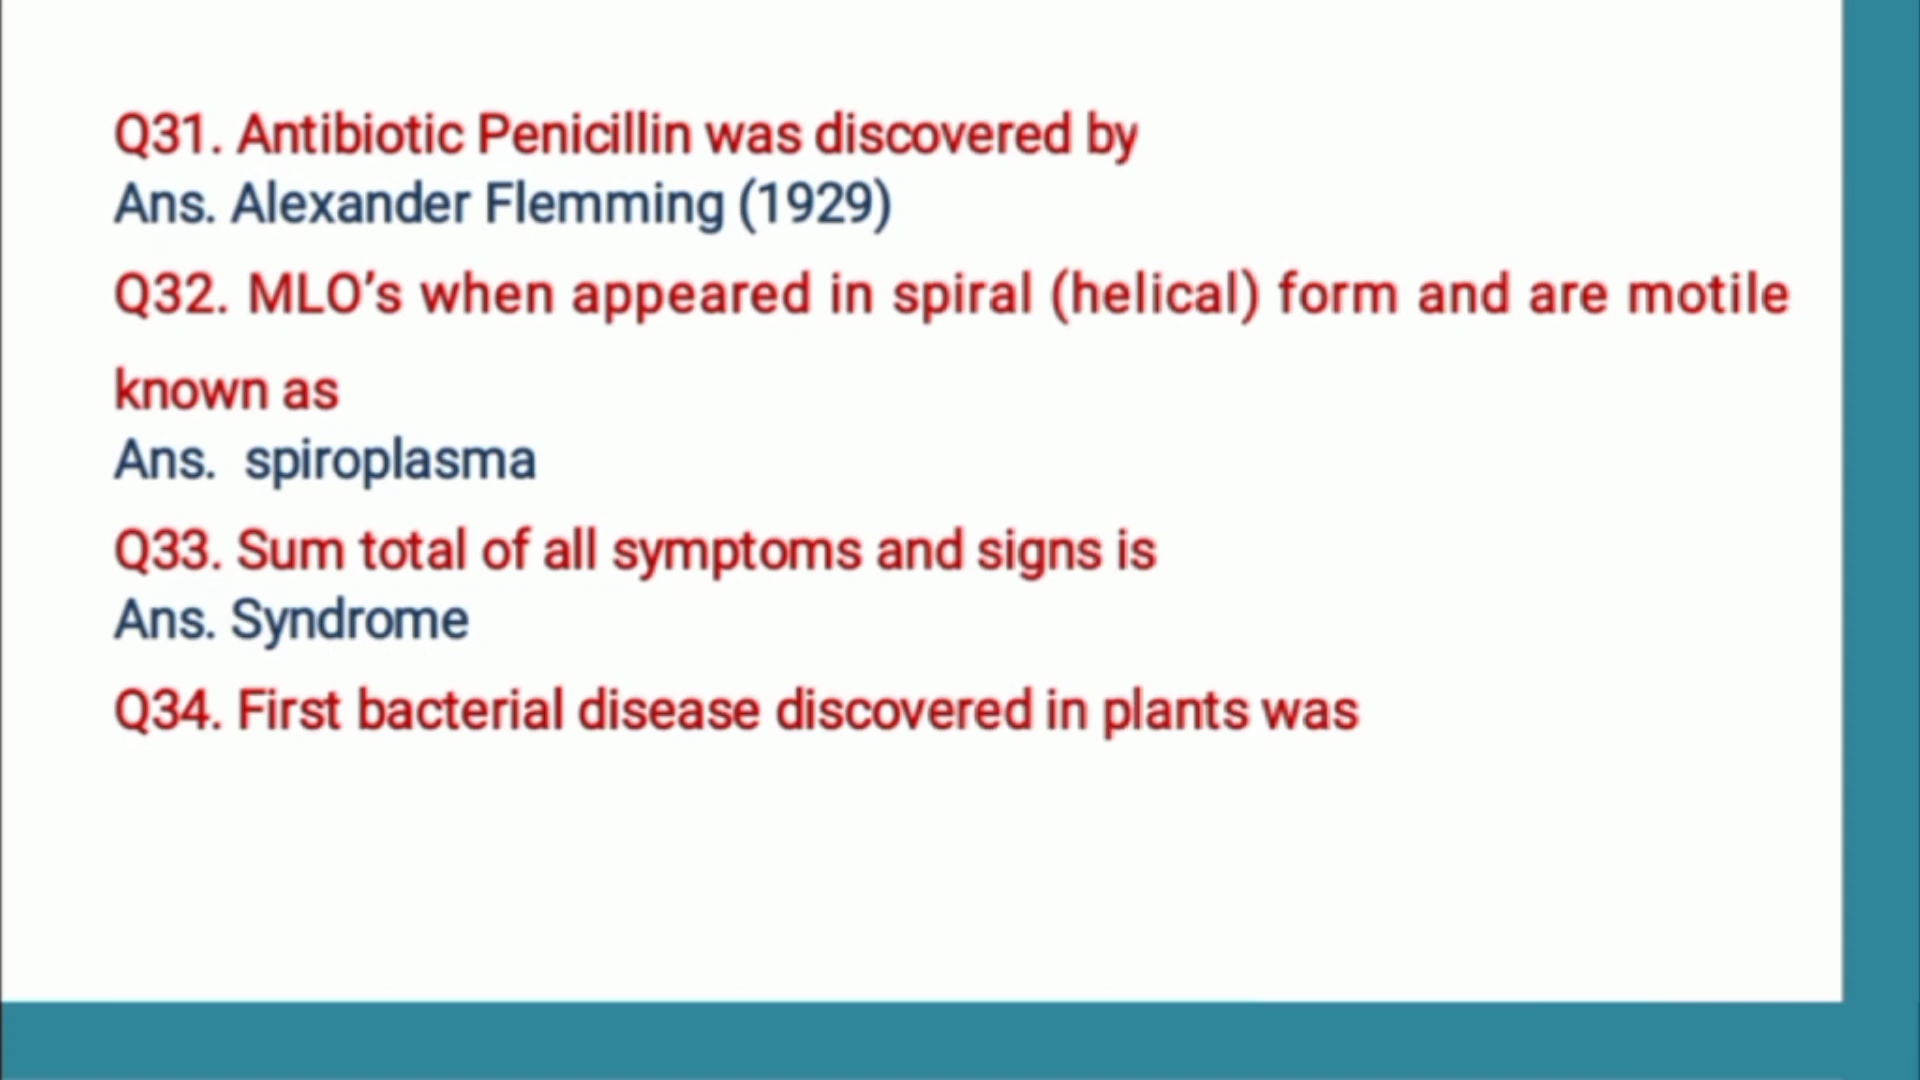 Q31. Antibiotic Penicillin was discovered by
Ans. Alexander Flemming (1929)
Q32. MLO’s when appeared in spiral (helical) form and are motile
known as
Ans. spiroplasma
Q33. Sum total of all symptoms and signs is
Ans. Syndrome
Q34. First bacterial disease discovered in plants was